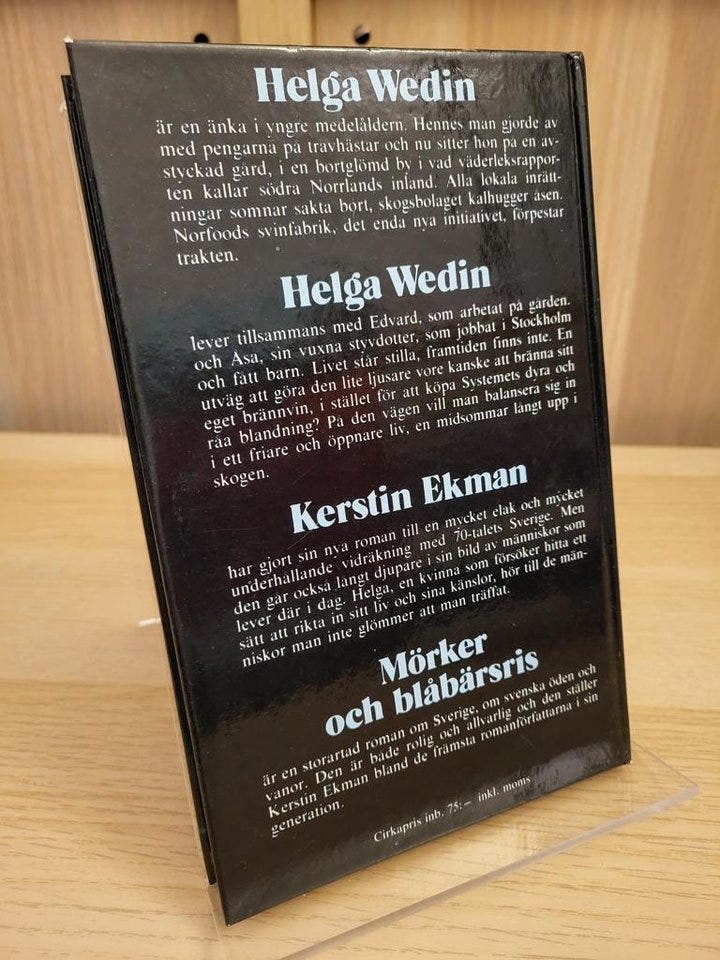 Helga Wedin
är en änka i yngre medelåldern. Hennes man gjorde av
med pengarna på travhästar och nu sitter hon på en av-
styckad gård, i en bortglömd by i vad väderleksrappor-
ten kallar södra Norrlands inland. Alla lokala inrätt-
ningar somnar sakta bort, skogsbolaget kalhugger åsen.
Norfoods svinfabrik, det enda nya initiativet, förpestar
trakten.
Helga Wedin
lever tillsammans med Edvard, som arbetat på gården.
och Åsa, sin vuxna styvdotter, som jobbat i Stockholm
och fått barn. Livet står stilla, framtiden finns inte. En
utväg att göra den lite ljusare vore kanske att bränna sitt
eget brännvin, i stället för att köpa Systemets dyra och
råa blandning? På den vägen vill man balansera sig in
i ett friare och öppnare liv, en midsommar långt upp i
skogen.
Kerstin Ekman
har gjort sin nya roman till en mycket elak och mycket
underhållande vidräkning med 70-talets Sverige. Men
den går också långt djupare i sin bild av människor som
lever där i dag. Helga, en kvinna som försöker hitta ett
sätt att rikta in sitt liv och sina känslor, hör till de män-
niskor man inte glömmer att man träffat.
Mörker
och blåbärsris
är en storartad roman om Sverige, om svenska öden och
vanor. Den är både rolig och allvarlig och den ställer
Kerstin Ekman bland de främsta romanförfattarna i sin
generation.
Cirkapris inb. 75:– inkl. moms